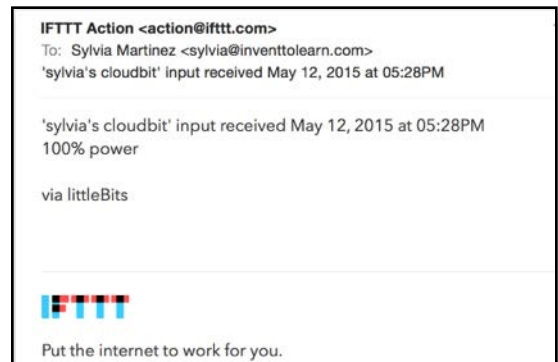 IFTTT Action <action@ifttt.com>
To: Sylvia Martinez <sylvia@inventtolearn.com>
'sylvia's cloudbit' input received May 12, 2015 at 05:28PM
'sylvia's cloudbit' input received May 12, 2015 at 05:28PM
100% power
via littleBits
IFTTT
Put the internet to work for you.